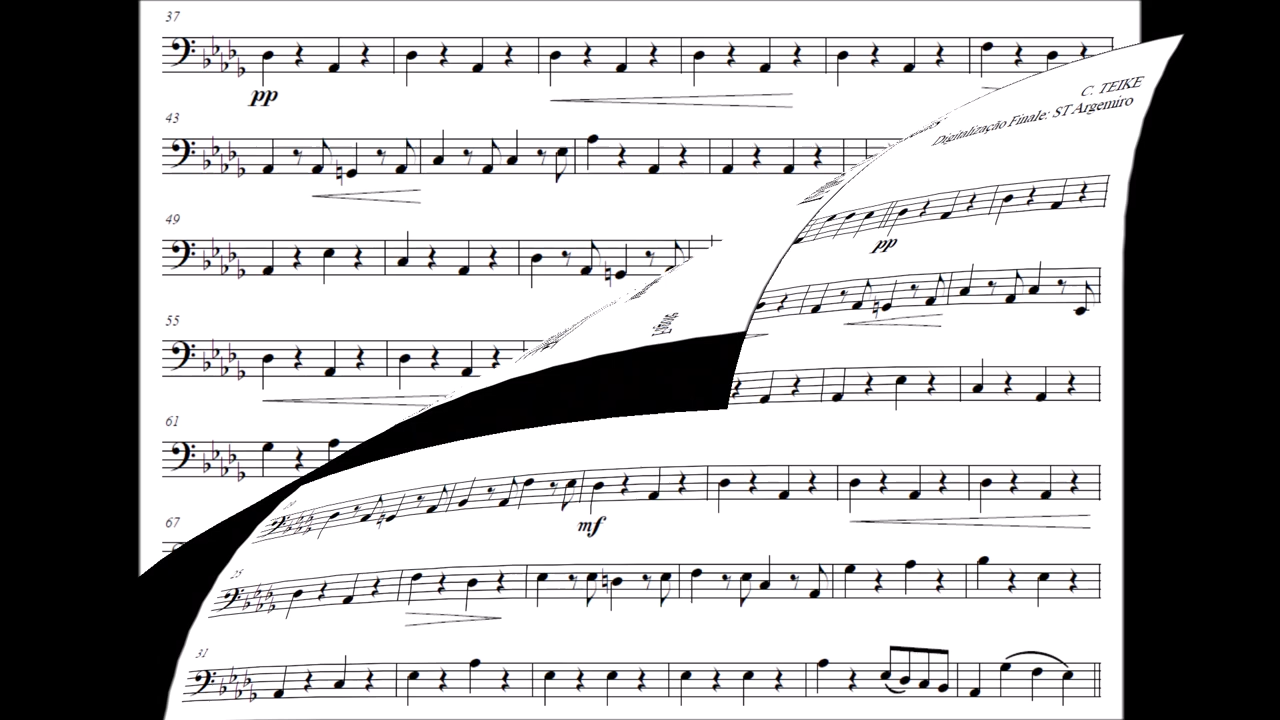 37
pp
C. TEIKE
Digitalização Finale: ST Argemiro
43
49
pp
55
61
mf
67
25
31